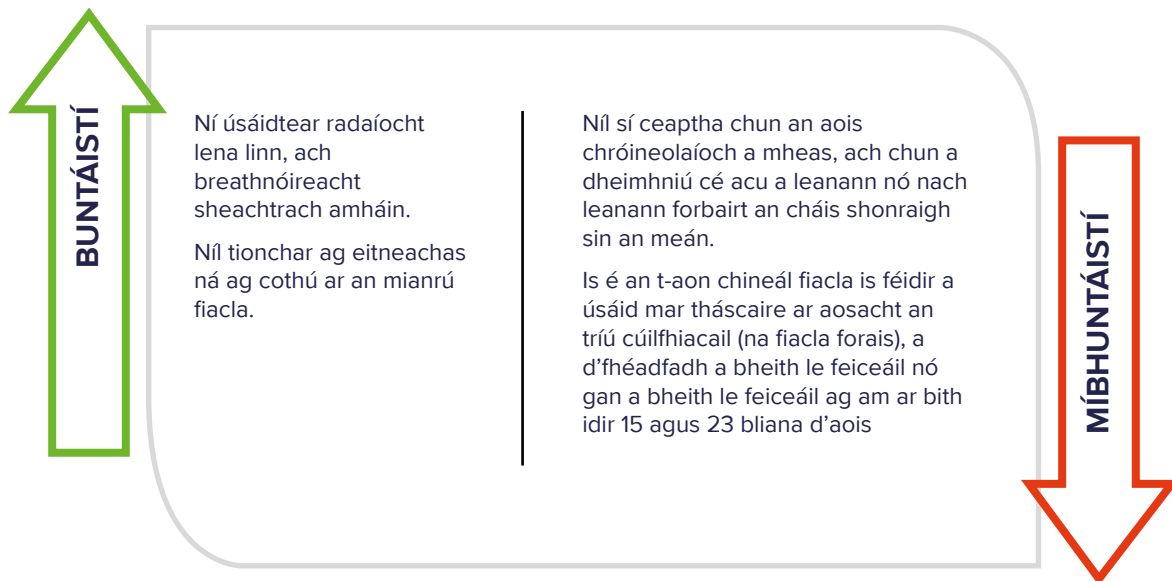 BUNTÁISTÍ
Ní úsáidtear radaíocht
lena linn, ach
breathnóireacht
sheachtrach amháin.
Níl tionchar ag eitneachas
ná ag cothú ar an mianrú
fiacla.
Níl sí ceaptha chun an aois
chróineolaíoch a mheas, ach chun a
dheimhniú cé acu a leanann nó nach
leanann forbairt an cháis shonraigh
sin an meán.
Is é an t-aon chineál fiacla is féidir a
úsáid mar tháscaire ar aosacht an
tríú cúilfhiacail (na fiacla forais), a
d’fhéadfadh a bheith le feiceáil nó
gan a bheith le feiceáil ag am ar bith
idir 15 agus 23 bliana d’aois
MÍBHUNTÁISTÍ